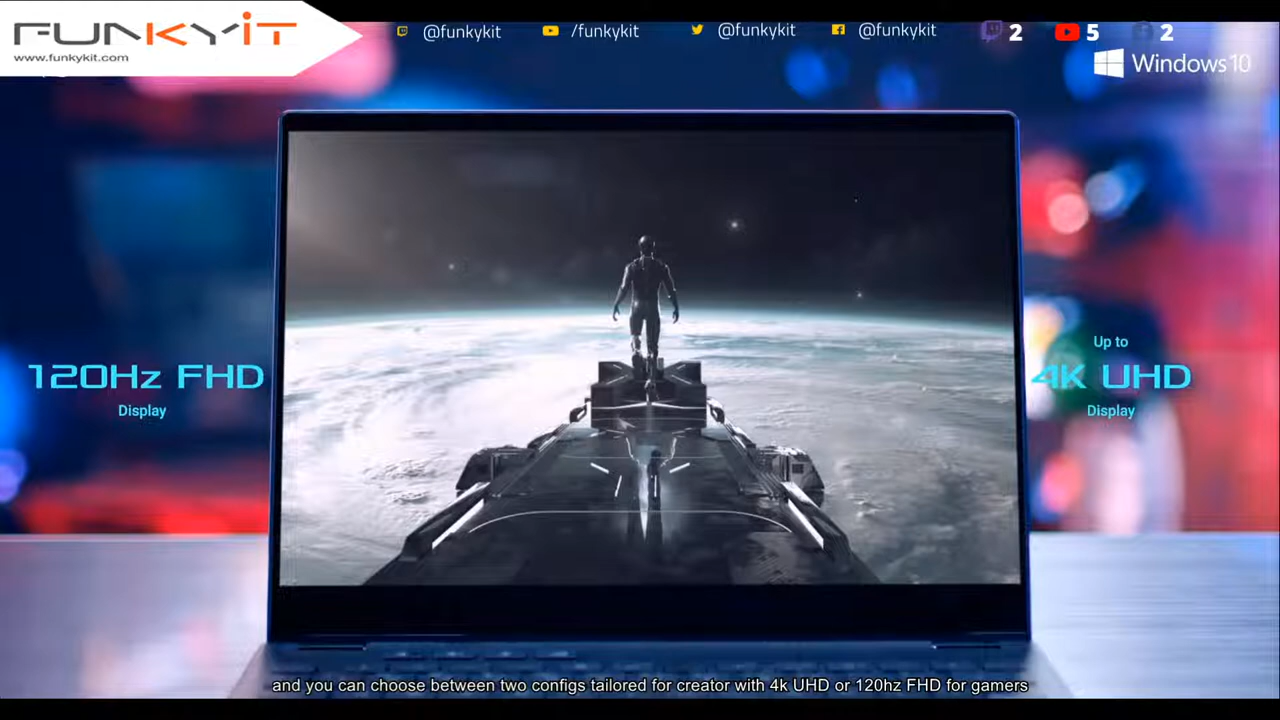 FUNKYiT
www.funkykit.com
@funkykit
/funkykit
@funkykit
@funkykit
2
5
2
Windows10
120Hz FHD
Display
Up to
4K UHD
Display
and you can choose between two configs tailored for creator with 4k UHD or 120hz FHD for gamers